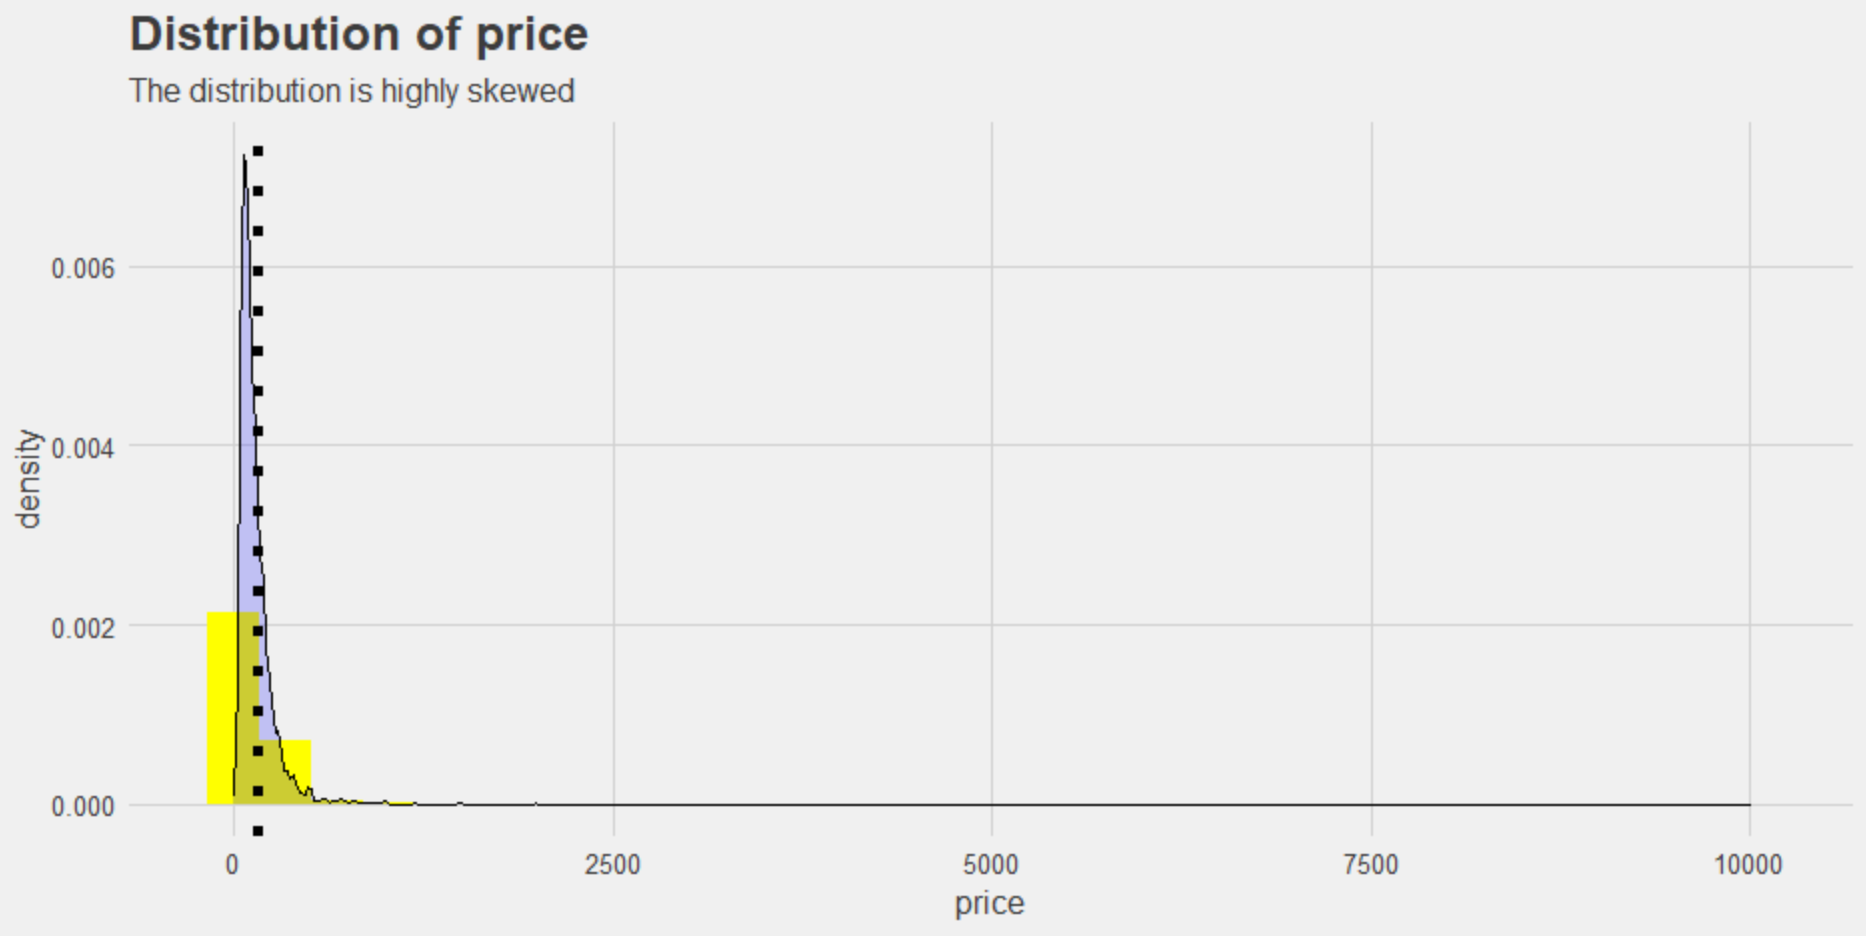 Distribution of price
The distribution is highly skewed
density
0.006
0.004
0.002
0.000
0 2500 5000 7500 10000
price